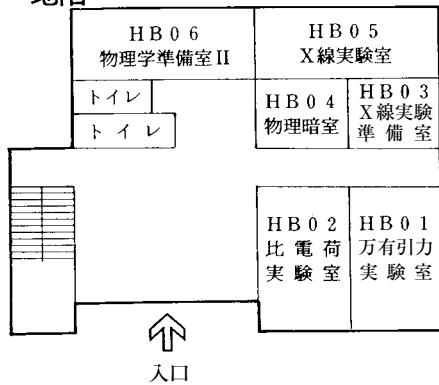 地階
HB06
物理学準備室II
HB05
X線実験室
トイレ
トイレ
HB04
物理暗室
HB03
X線実験
準備室
HB02
比電荷
実験室
HB01
万有引力
実験室
入口